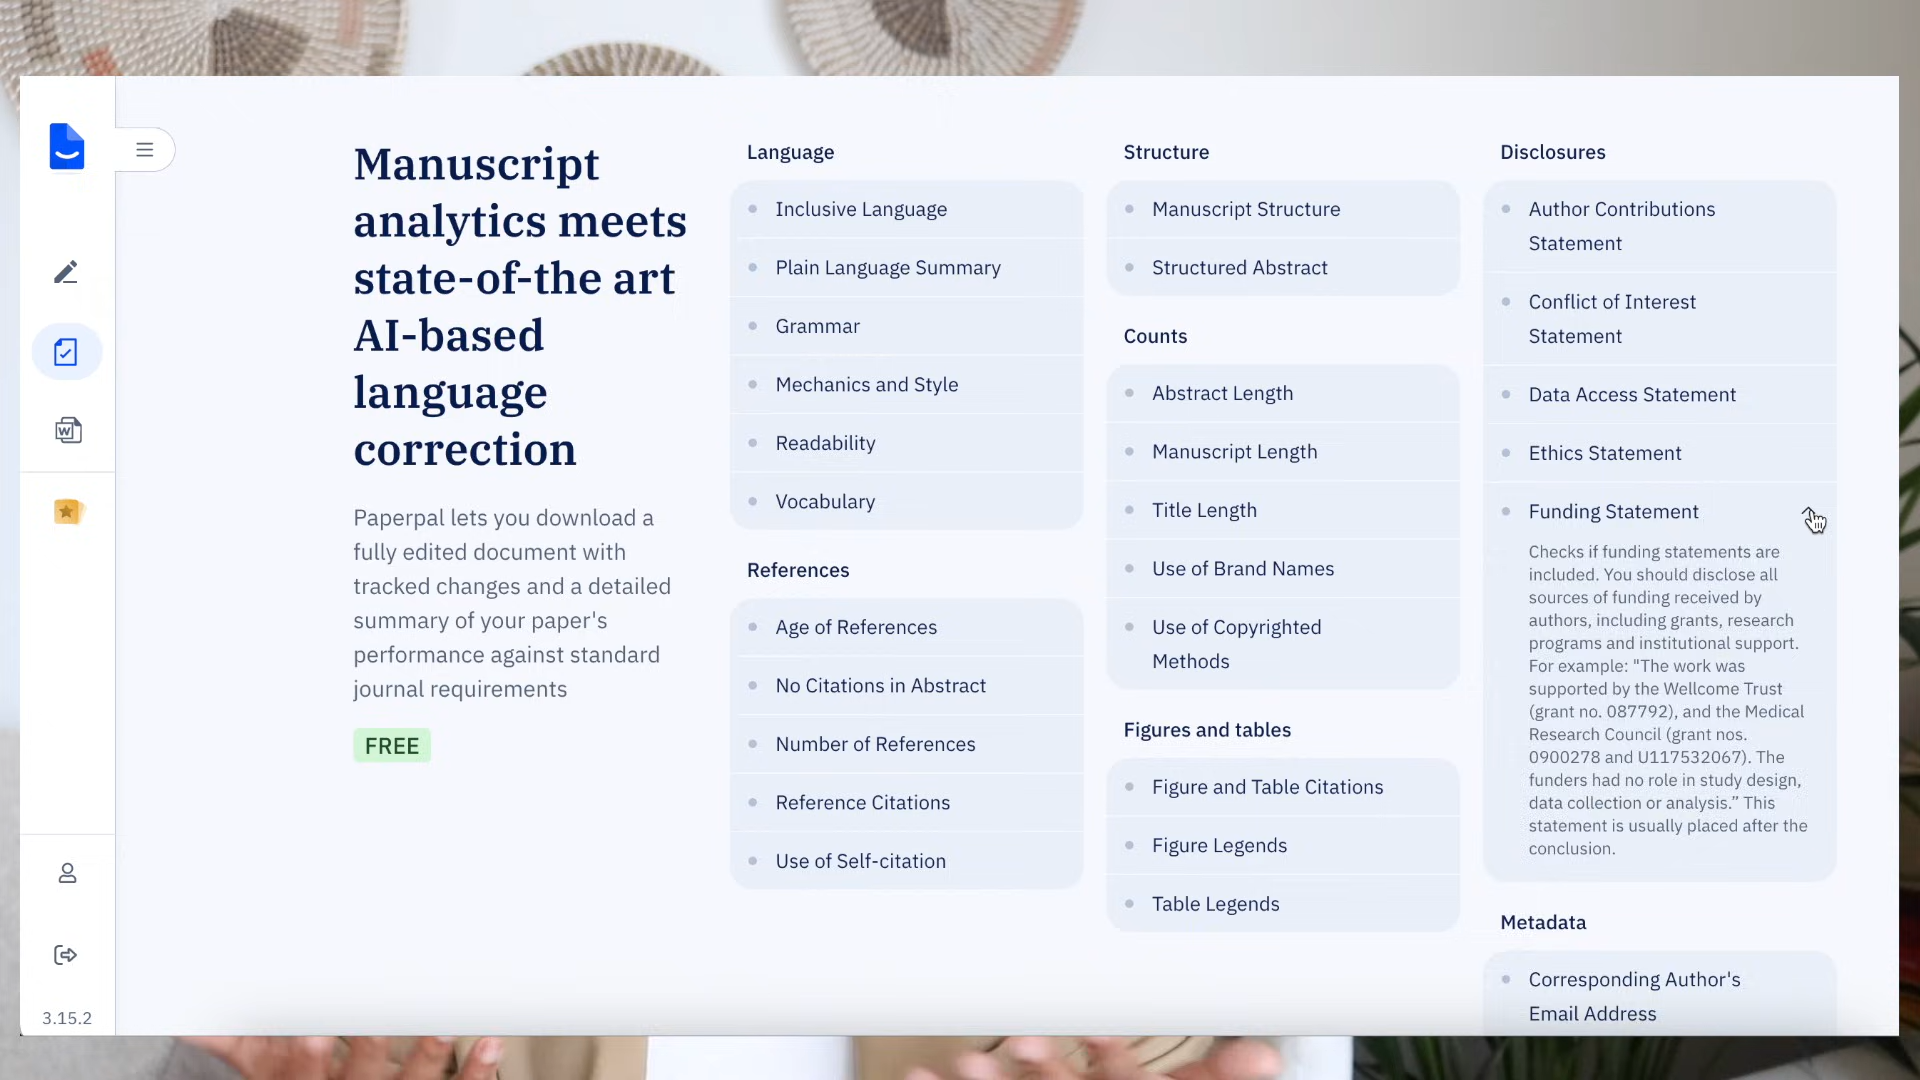 Manuscript
analytics meets
state-of-the art
AI-based
language
correction
Paperpal lets you download a
fully edited document with
tracked changes and a detailed
summary of your paper's
performance against standard
journal requirements
FREE
Language
Inclusive Language
Plain Language Summary
Grammar
Mechanics and Style
Readability
Vocabulary
References
Age of References
No Citations in Abstract
Number of References
Reference Citations
Use of Self-citation
Structure
Manuscript Structure
Structured Abstract
Counts
Abstract Length
Manuscript Length
Title Length
Use of Brand Names
Use of Copyrighted
Methods
Figures and tables
Figure and Table Citations
Figure Legends
Table Legends
Disclosures
Author Contributions
Statement
Conflict of Interest
Statement
Data Access Statement
Ethics Statement
Funding Statement
Checks if funding statements are
included. You should disclose all
sources of funding received by
authors, including grants, research
programs and institutional support.
For example: "The work was
supported by the Wellcome Trust
(grant no. 087792), and the Medical
Research Council (grant nos.
0900278 and U117532067). The
funders had no role in study design,
data collection or analysis.” This
statement is usually placed after the
conclusion.
Metadata
Corresponding Author's
Email Address
W
3.15.2